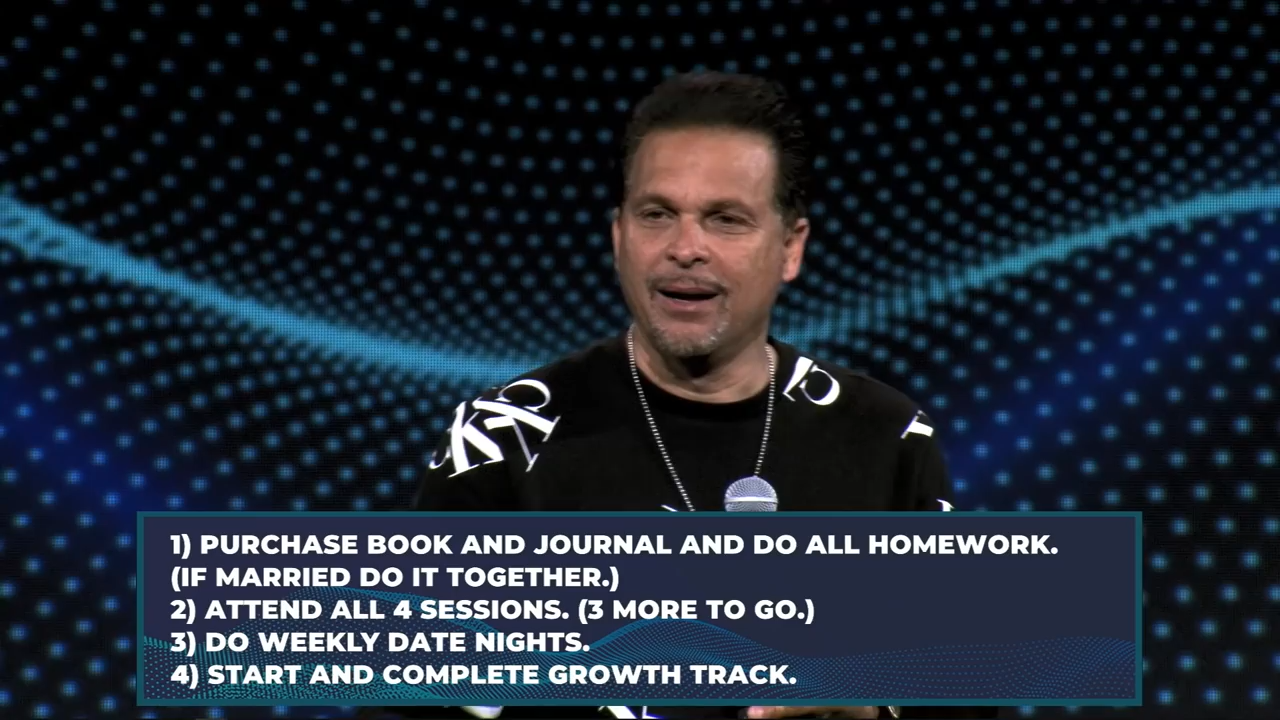 1) PURCHASE BOOK AND JOURNAL AND DO ALL HOMEWORK.
(IF MARRIED DO IT TOGETHER.)
2) ATTEND ALL 4 SESSIONS. (3 MORE TO GO.)
3) DO WEEKLY DATE NIGHTS.
4) START AND COMPLETE GROWTH TRACK.